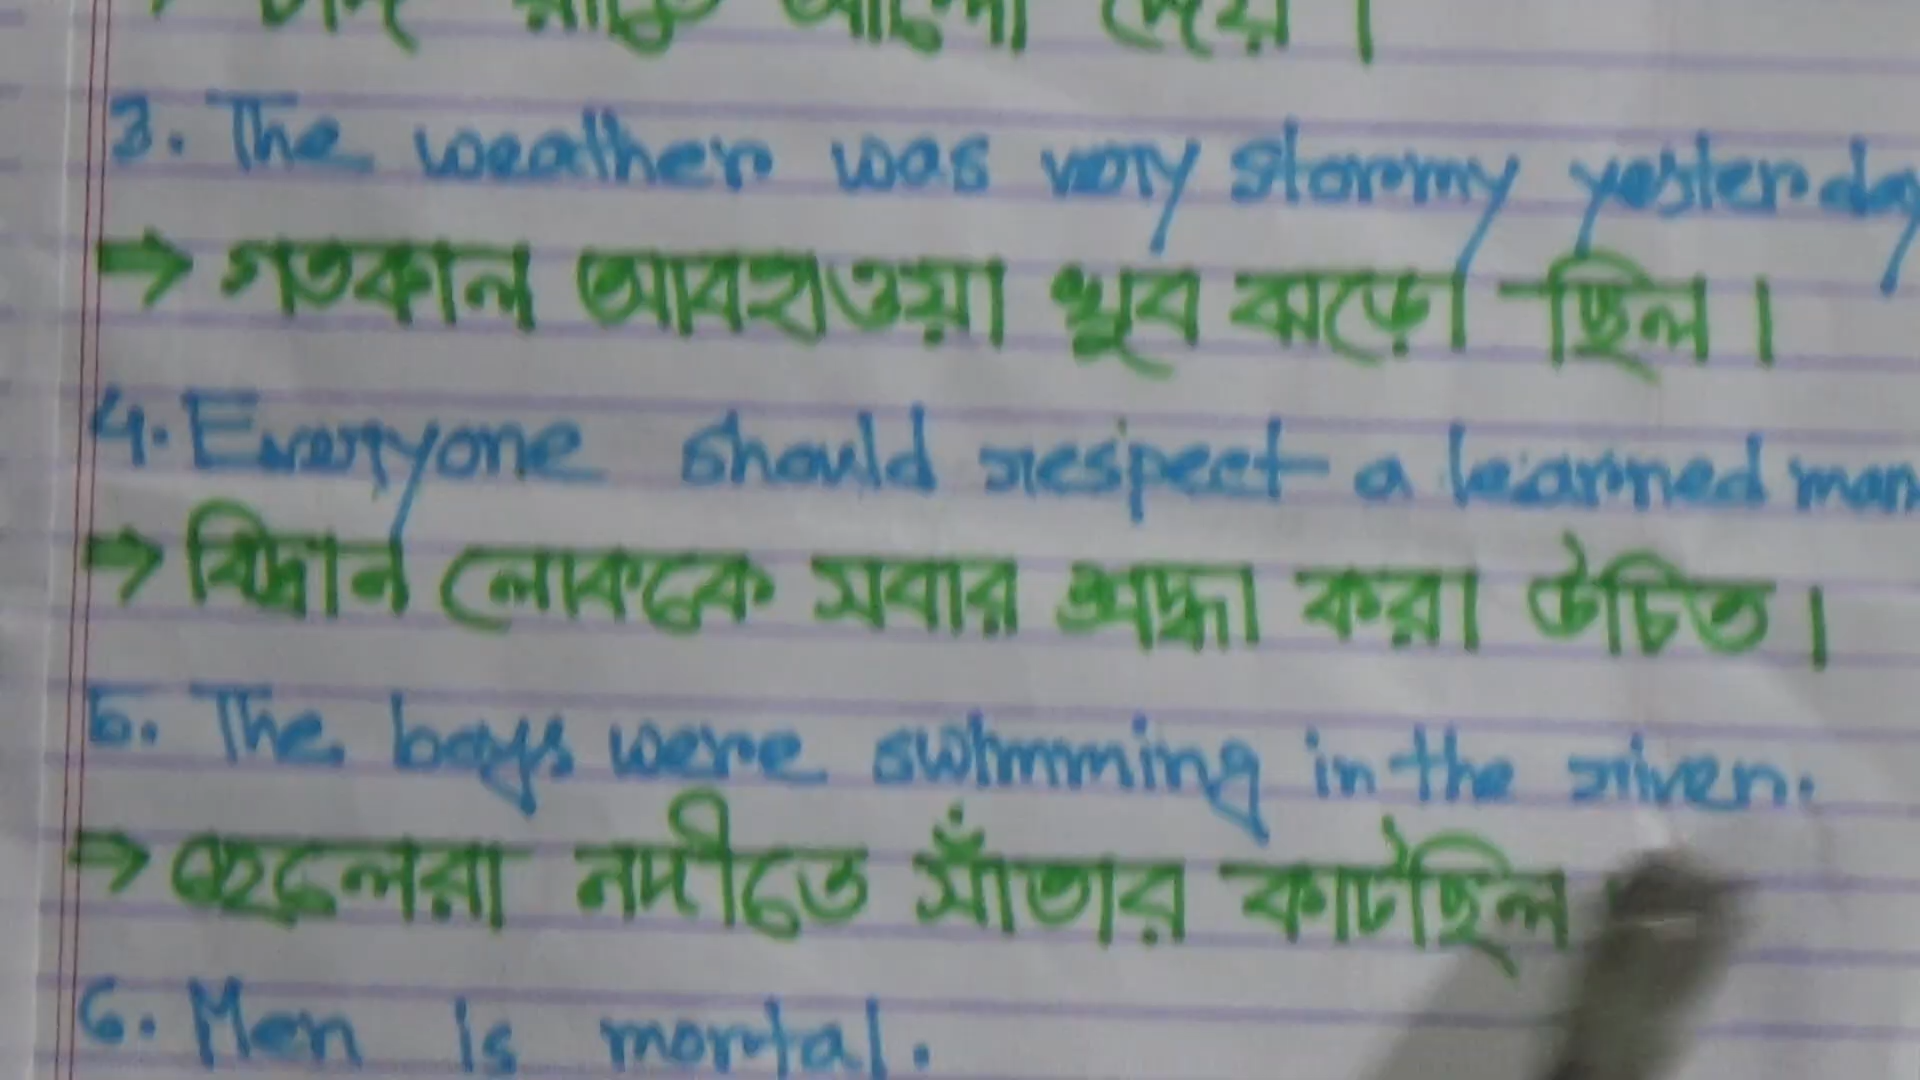 চাঁদ রাতে আলো দেয়।
3. The weather was very stormy yesterday
→ গতকাল আবহাওয়া খুব ঝড়ো ছিল।
4. Everyone should respect a learned man
→ বিদ্বান লোককে সবার শ্রদ্ধা করা উচিত।
5. The boys were swimming in the river.
→ ছেলেরা নদীতে সাঁতার কাটছিল
6. Men is mortal.